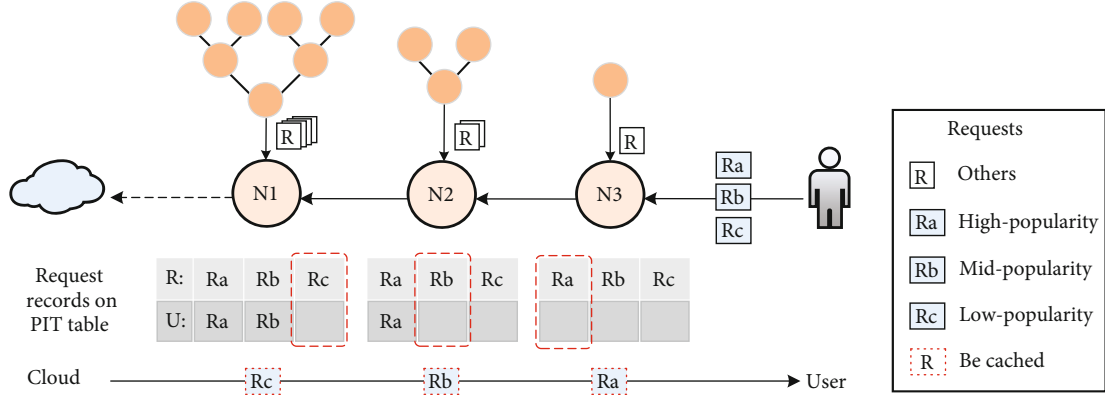 R
R
R
N1
N2
N3
Ra
Rb
Rc
Requests
R Others
Ra High-popularity
Rb Mid-popularity
Rc Low-popularity
R Be cached
Request
records on
PIT table
R: Ra Rb Rc Ra Rb Rc Ra Rb Rc
U: Ra Rb Ra
Cloud Rc Rb Ra User